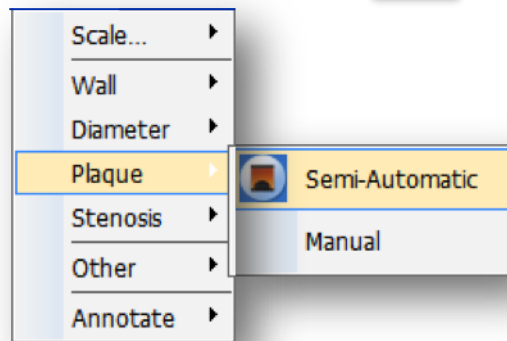 Scale...
Wall
Diameter
Plaque
Stenosis
Other
Annotate
Semi-Automatic
Manual